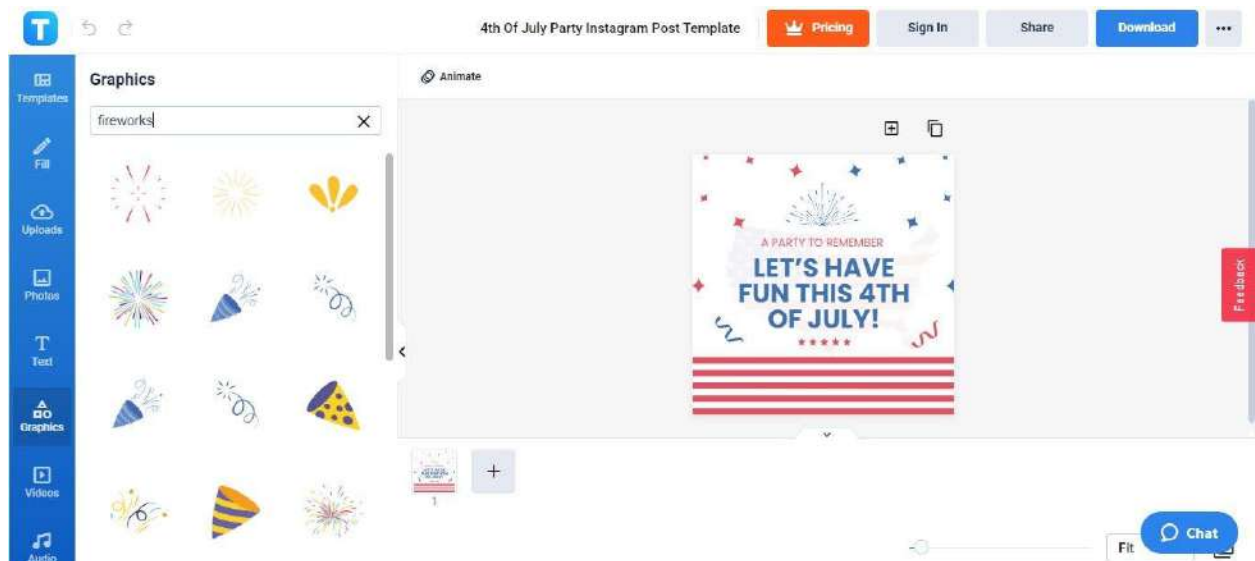 T
4th Of July Party Instagram Post Template
Pricing
Sign In
Share
Download
Templates
Graphics
Animate
fireworks
Fill
Uploads
Photos
Text
Graphics
Videos
Audio
A PARTY TO REMEMBER
LET'S HAVE
FUN THIS 4TH
OF JULY!
Feedback
1
Fit
Chat